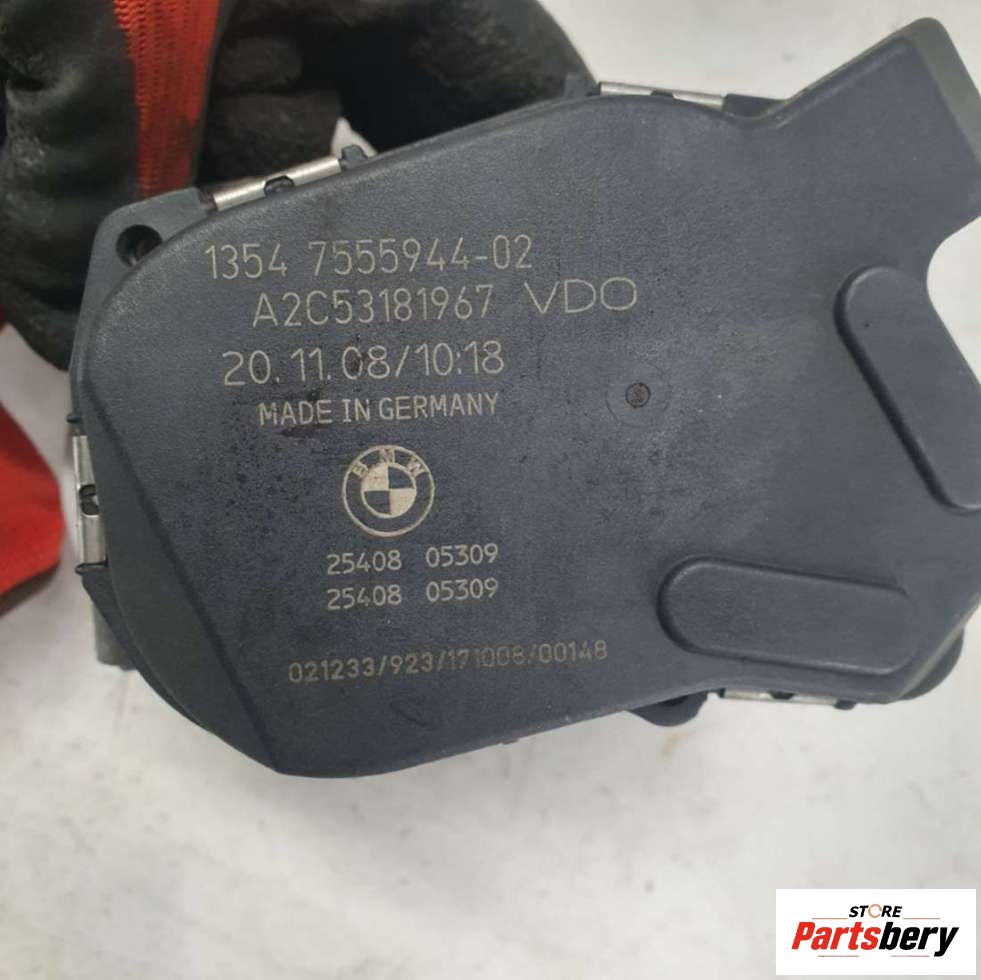 1354 7555944-02
A2C53181967 VDO
20.11.08/10:18
MADE IN GERMANY
BMW
25408 05309
25408 05309
021233/923/171008/00148
STORE
Partsbery